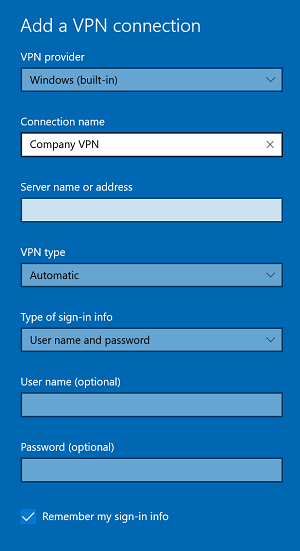 Add a VPN connection
VPN provider
Windows (built-in)
Connection name
Company VPN
Server name or address
VPN type
Automatic
Type of sign-in info
User name and password
User name (optional)
Password (optional)
Remember my sign-in info